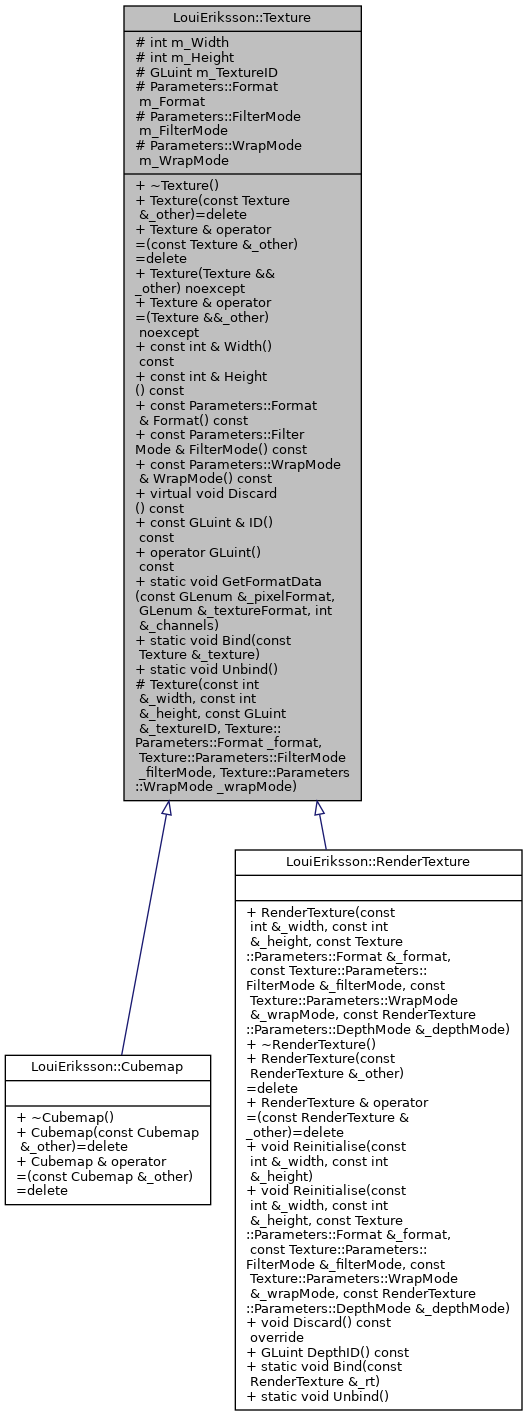 LouiEriksson::Texture
# int m_Width
# int m_Height
# GLuint m_TextureID
# Parameters::Format
m_Format
# Parameters::FilterMode
m_FilterMode
# Parameters::WrapMode
m_WrapMode
+ ~Texture()
+ Texture(const Texture
&_other)=delete
+ Texture & operator
=(const Texture &_other)
=delete
+ Texture(Texture &&
_other) noexcept
+ Texture & operator
=(Texture &&_other)
noexcept
+ const int & Width()
const
+ const int & Height
() const
+ const Parameters::Format
& Format() const
+ const Parameters::Filter
Mode & FilterMode() const
+ const Parameters::WrapMode
& WrapMode() const
+ virtual void Discard
() const
+ const GLuint & ID()
const
+ operator GLuint()
const
+ static void GetFormatData
(const GLenum &_pixelFormat,
GLenum &_textureFormat, int
&_channels)
+ static void Bind(const
Texture &_texture)
+ static void Unbind()
# Texture(const int
&_width, const int
&_height, const GLuint
&_textureID, Texture::
Parameters::Format _format,
Texture::Parameters::FilterMode
_filterMode, Texture::Parameters
::WrapMode _wrapMode)
LouiEriksson::Cubemap
+ ~Cubemap()
+ Cubemap(const Cubemap
&_other)=delete
+ Cubemap & operator
=(const Cubemap &_other)
=delete
LouiEriksson::RenderTexture
+ RenderTexture(const
int &_width, const int
&_height, const Texture
::Parameters::Format &_format,
const Texture::Parameters::
FilterMode &_filterMode, const
Texture::Parameters::WrapMode
&_wrapMode, const RenderTexture
::Parameters::DepthMode &_depthMode)
+ ~RenderTexture()
+ RenderTexture(const
RenderTexture &_other)
=delete
+ RenderTexture & operator
=(const RenderTexture &
_other)=delete
+ void Reinitialise(const
int &_width, const int
&_height)
+ void Reinitialise(const
int &_width, const int
&_height, const Texture
::Parameters::Format &_format,
const Texture::Parameters::
FilterMode &_filterMode, const
Texture::Parameters::WrapMode
&_wrapMode, const RenderTexture
::Parameters::DepthMode &_depthMode)
+ void Discard() const
override
+ GLuint DepthID() const
+ static void Bind(const
RenderTexture &_rt)
+ static void Unbind()